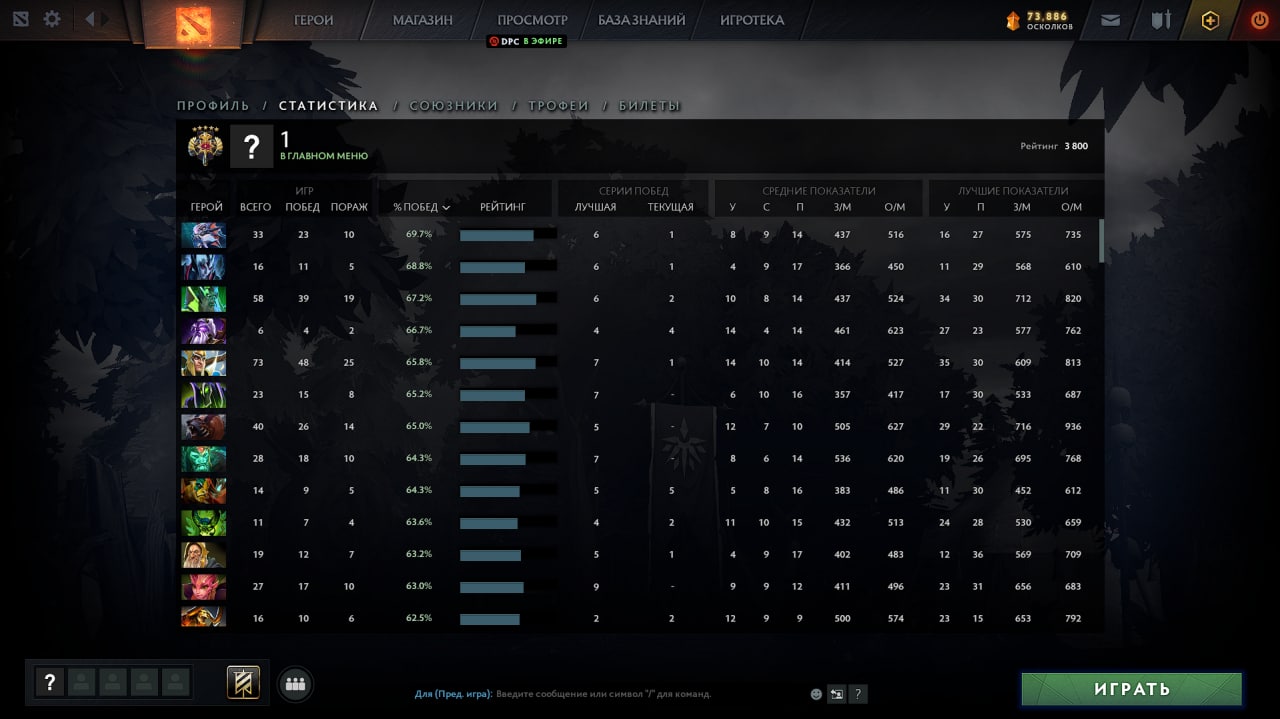 ГЕРОИ МАГАЗИН ПРОСМОТР БАЗА ЗНАНИЙ ИГРОТЕКА
73,886
ОСКОЛКОВ
DPC В ЭФИРЕ
ПРОФИЛЬ / СТАТИСТИКА / СОЮЗНИКИ / ТРОФЕИ / БИЛЕТЫ
? 1
В ГЛАВНОМ МЕНЮ
Рейтинг 3 800
ИГР СЕРИИ ПОБЕД СРЕДНИЕ ПОКАЗАТЕЛИ ЛУЧШИЕ ПОКАЗАТЕЛИ
ГЕРОЙ ВСЕГО ПОБЕД ПОРАЖ % ПОБЕД РЕЙТИНГ ЛУЧШАЯ ТЕКУЩАЯ У С П З/М О/М У П З/М О/М
33 23 10 69.7% 6 1 8 9 14 437 516 16 27 575 735
16 11 5 68.8% 6 1 4 9 17 366 450 11 29 568 610
58 39 19 67.2% 6 2 10 8 14 437 524 34 30 712 820
6 4 2 66.7% 4 4 14 4 14 461 623 27 23 577 762
73 48 25 65.8% 7 1 14 10 14 414 527 35 30 609 813
23 15 8 65.2% 7 - 6 10 16 357 417 17 30 533 687
40 26 14 65.0% 5 - 12 7 10 505 627 29 22 716 936
28 18 10 64.3% 7 - 8 6 14 536 620 19 26 695 768
14 9 5 64.3% 5 5 5 8 16 383 486 11 30 452 612
11 7 4 63.6% 4 2 11 10 15 432 513 24 28 530 659
19 12 7 63.2% 5 1 4 9 17 402 483 12 36 569 709
27 17 10 63.0% 9 - 9 9 12 411 496 23 31 656 683
16 10 6 62.5% 2 2 12 9 9 500 574 23 15 653 792
?
Для (Пред. игра): Введите сообщение или символ "/" для команд.
?
ИГРАТЬ